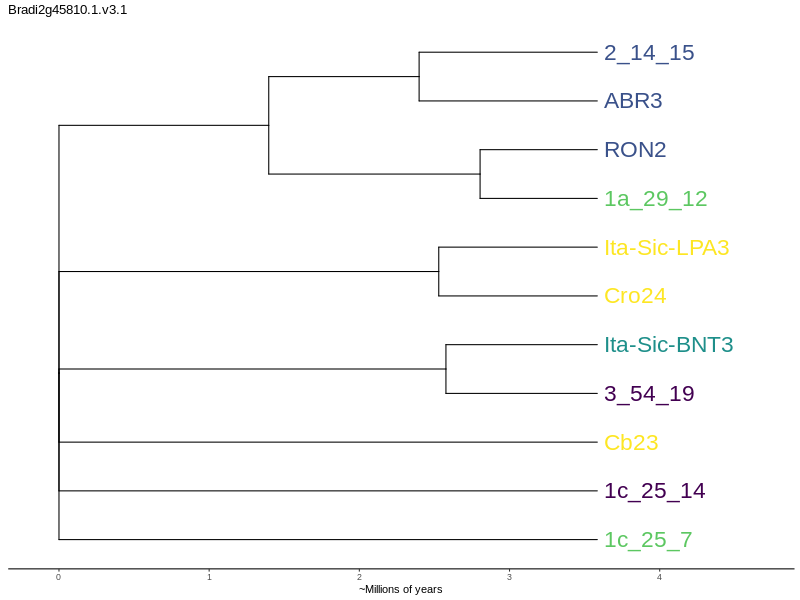 Bradi2g45810.1.v3.1
2_14_15
ABR3
RON2
1a_29_12
Ita-Sic-LPA3
Cro24
Ita-Sic-BNT3
3_54_19
Cb23
1c_25_14
1c_25_7
0 1 2 3 4
~Millions of years